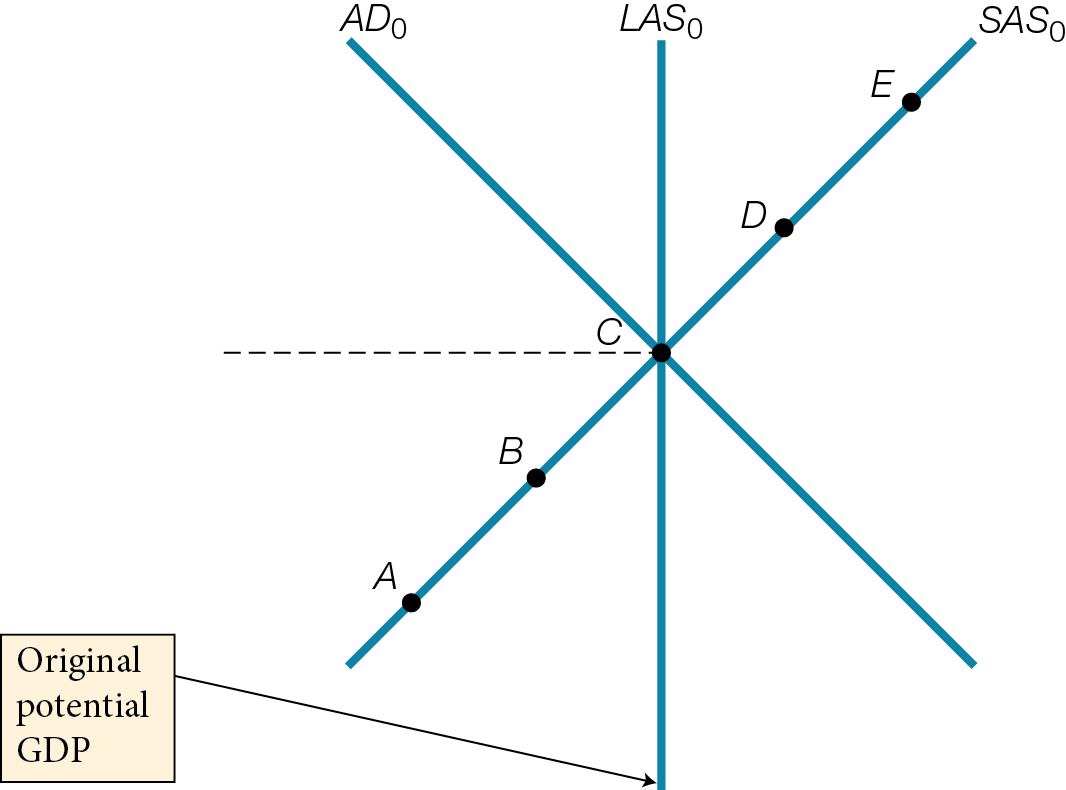 AD₀
LAS₀
SAS₀
E
D
C
B
A
Original
potential
GDP